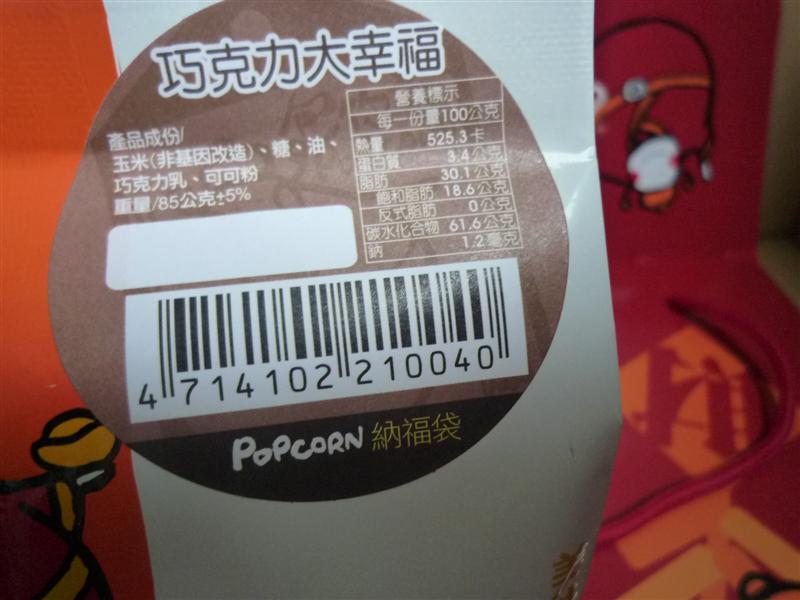 巧克力大幸福
產品成份/
玉米(非基因改造)、糖、油、
巧克力乳、可可粉
重量/85公克±5%
營養標示
每一份量100公克
熱量 525.3卡
蛋白質 3.4公克
脂肪 30.1公克
飽和脂肪 18.6公克
反式脂肪 0公克
碳水化合物 61.6公克
鈉 1.2毫克
4 714102 210040
POPCORN 納福袋